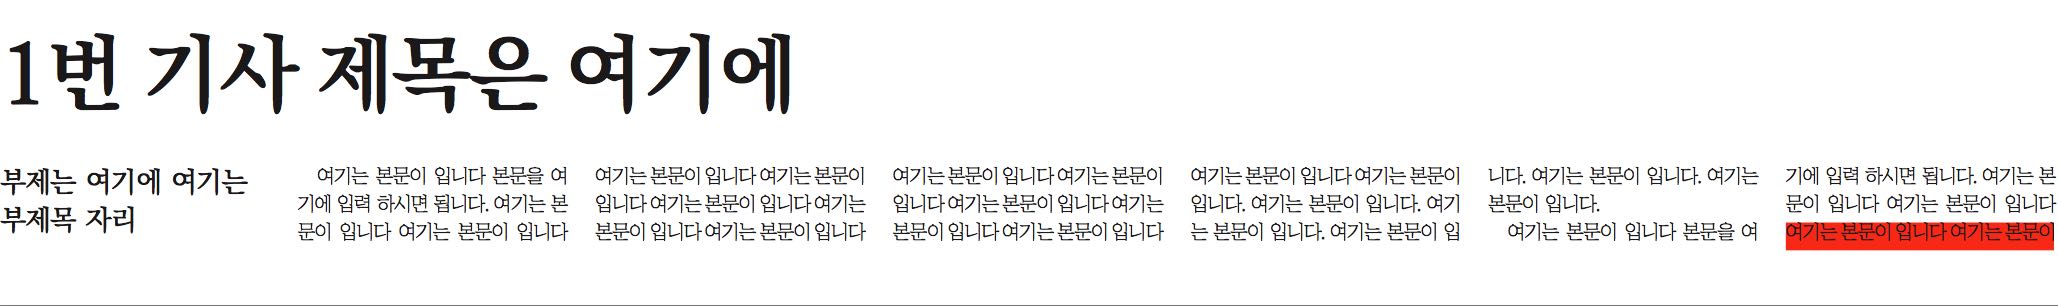 1번 기사 제목은 여기에
부제는 여기에 여기는
부제목 자리
여기는 본문이 입니다 본문을 여
기에 입력 하시면 됩니다. 여기는 본
문이 입니다 여기는 본문이 입니다
여기는 본문이 입니다 여기는 본문이
입니다 여기는 본문이 입니다 여기는
본문이 입니다 여기는 본문이 입니다
여기는 본문이 입니다 여기는 본문이
입니다 여기는 본문이 입니다 여기는
본문이 입니다 여기는 본문이 입니다
여기는 본문이 입니다 여기는 본문이
입니다. 여기는 본문이 입니다. 여기
는 본문이 입니다. 여기는 본문이 입
니다. 여기는 본문이 입니다. 여기는
본문이 입니다.
여기는 본문이 입니다 본문을 여
기에 입력 하시면 됩니다. 여기는 본
문이 입니다 여기는 본문이 입니다
여기는 본문이 입니다 여기는 본문이